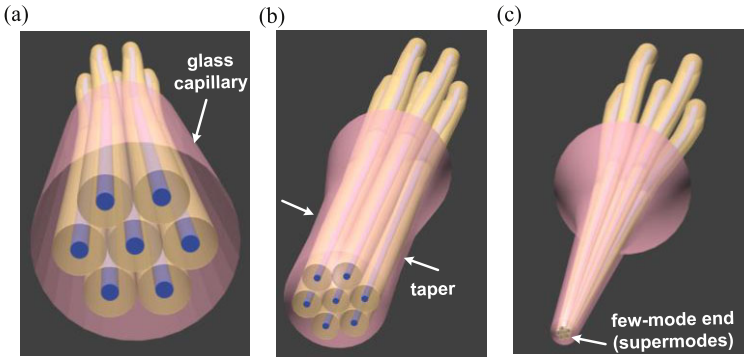 (a)
glass
capillary
(b)
taper
(c)
few-mode end
(supermodes)